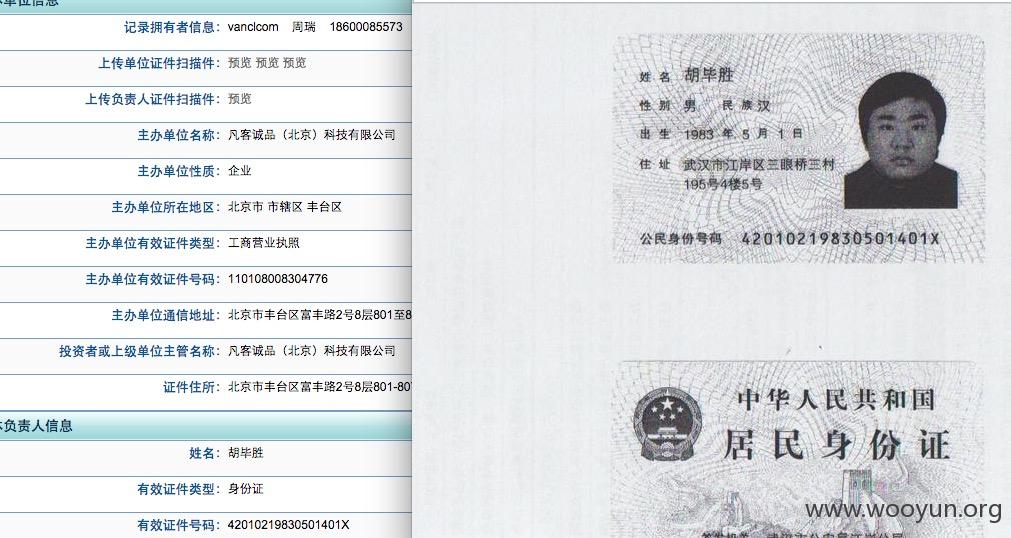 本单位信息
记录拥有者信息: vanclcom 周瑞 18600085573
上传单位证件扫描件: 预览 预览 预览
上传负责人证件扫描件: 预览
主办单位名称: 凡客诚品（北京）科技有限公司
主办单位性质: 企业
主办单位所在地区: 北京市 市辖区 丰台区
主办单位有效证件类型: 工商营业执照
主办单位有效证件号码: 110108008304776
主办单位通信地址: 北京市丰台区富丰路2号8层801至8
投资者或上级单位主管名称: 凡客诚品（北京）科技有限公司
证件住所: 北京市丰台区富丰路2号8层801-80
负责人信息
姓名: 胡毕胜
有效证件类型: 身份证
有效证件号码: 42010219830501401X
姓名 胡毕胜
性别 男 民族 汉
出生 1983 年 5 月 1 日
住址 武汉市江岸区三眼桥三村
195号4楼5号
公民身份号码 42010219830501401X
中华人民共和国
居民身份证
www.wooyun.org